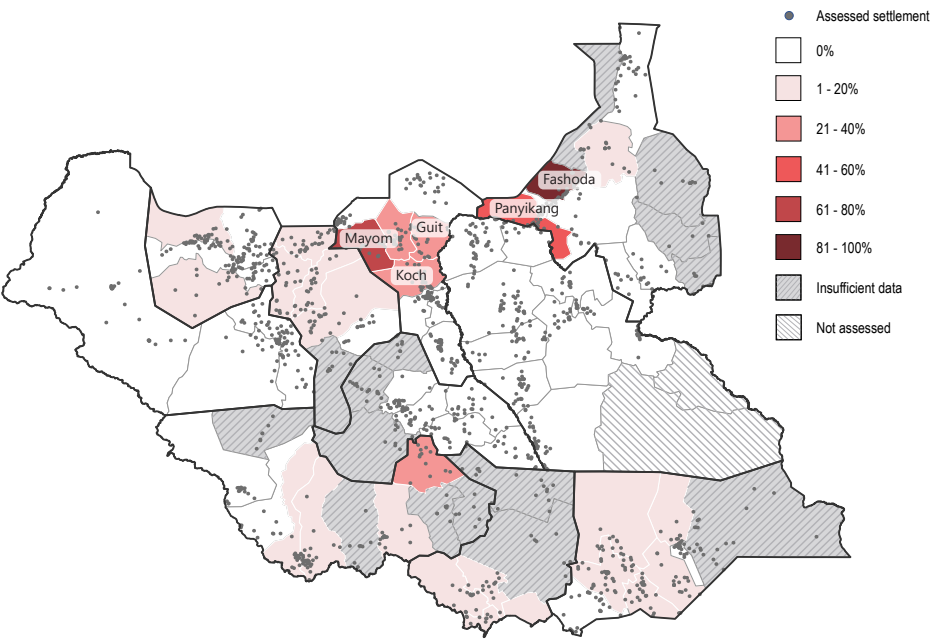 Assessed settlement
0%
1 - 20%
21 - 40%
41 - 60%
61 - 80%
81 - 100%
Insufficient data
Not assessed
Fashoda
Panyikang
Guit
Mayom
Koch